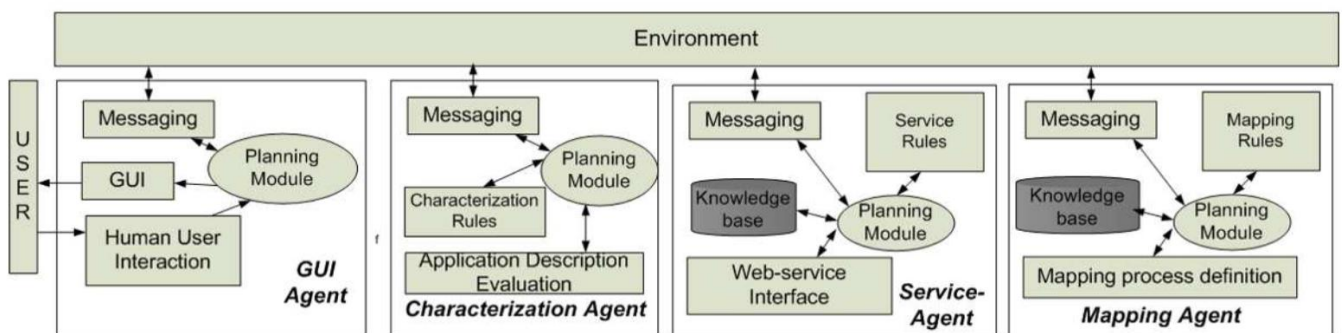 Environment
U
S
E
R
Messaging
Planning
Module
GUI
Human User
Interaction
GUI
Agent
f
Messaging
Planning
Module
Characterization
Rules
Application Description
Evaluation
Characterization Agent
Messaging
Service
Rules
Knowledge
base
Planning
Module
Web-service
Interface
Service-
Agent
Messaging
Mapping
Rules
Knowledge
base
Planning
Module
Mapping process definition
Mapping Agent